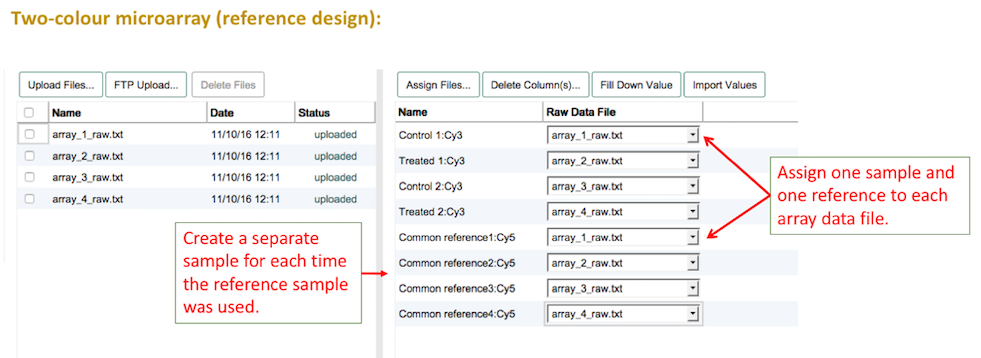 Two-colour microarray (reference design):
Upload Files... FTP Upload... Delete Files
Name Date Status
array_1_raw.txt 11/10/16 12:11 uploaded
array_2_raw.txt 11/10/16 12:11 uploaded
array_3_raw.txt 11/10/16 12:11 uploaded
array_4_raw.txt 11/10/16 12:11 uploaded
Create a separate
sample for each time
the reference sample
was used.
Assign Files... Delete Column(s)... Fill Down Value Import Values
Name Raw Data File
Control 1:Cy3 array_1_raw.txt
Treated 1:Cy3 array_2_raw.txt
Control 2:Cy3 array_3_raw.txt
Treated 2:Cy3 array_4_raw.txt
Common reference1:Cy5 array_1_raw.txt
Common reference2:Cy5 array_2_raw.txt
Common reference3:Cy5 array_3_raw.txt
Common reference4:Cy5 array_4_raw.txt
Assign one sample and
one reference to each
array data file.